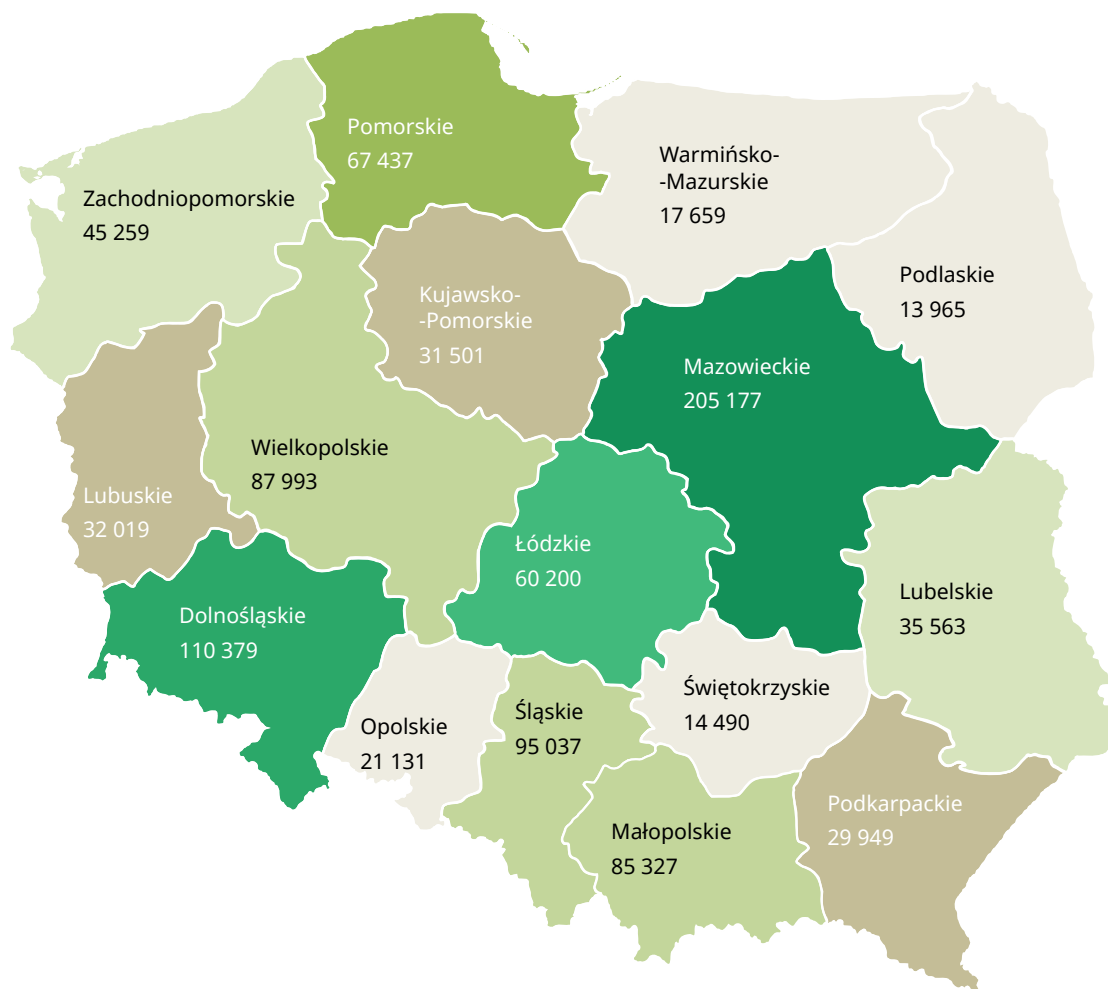 Pomorskie
67 437
Warmińsko-
-Mazurskie
17 659
Zachodniopomorskie
45 259
Podlaskie
13 965
Kujawsko-
-Pomorskie
31 501
Mazowieckie
205 177
Wielkopolskie
87 993
Lubuskie
32 019
Łódzkie
60 200
Lubelskie
35 563
Dolnośląskie
110 379
Świętokrzyskie
14 490
Śląskie
95 037
Opolskie
21 131
Podkarpackie
29 949
Małopolskie
85 327